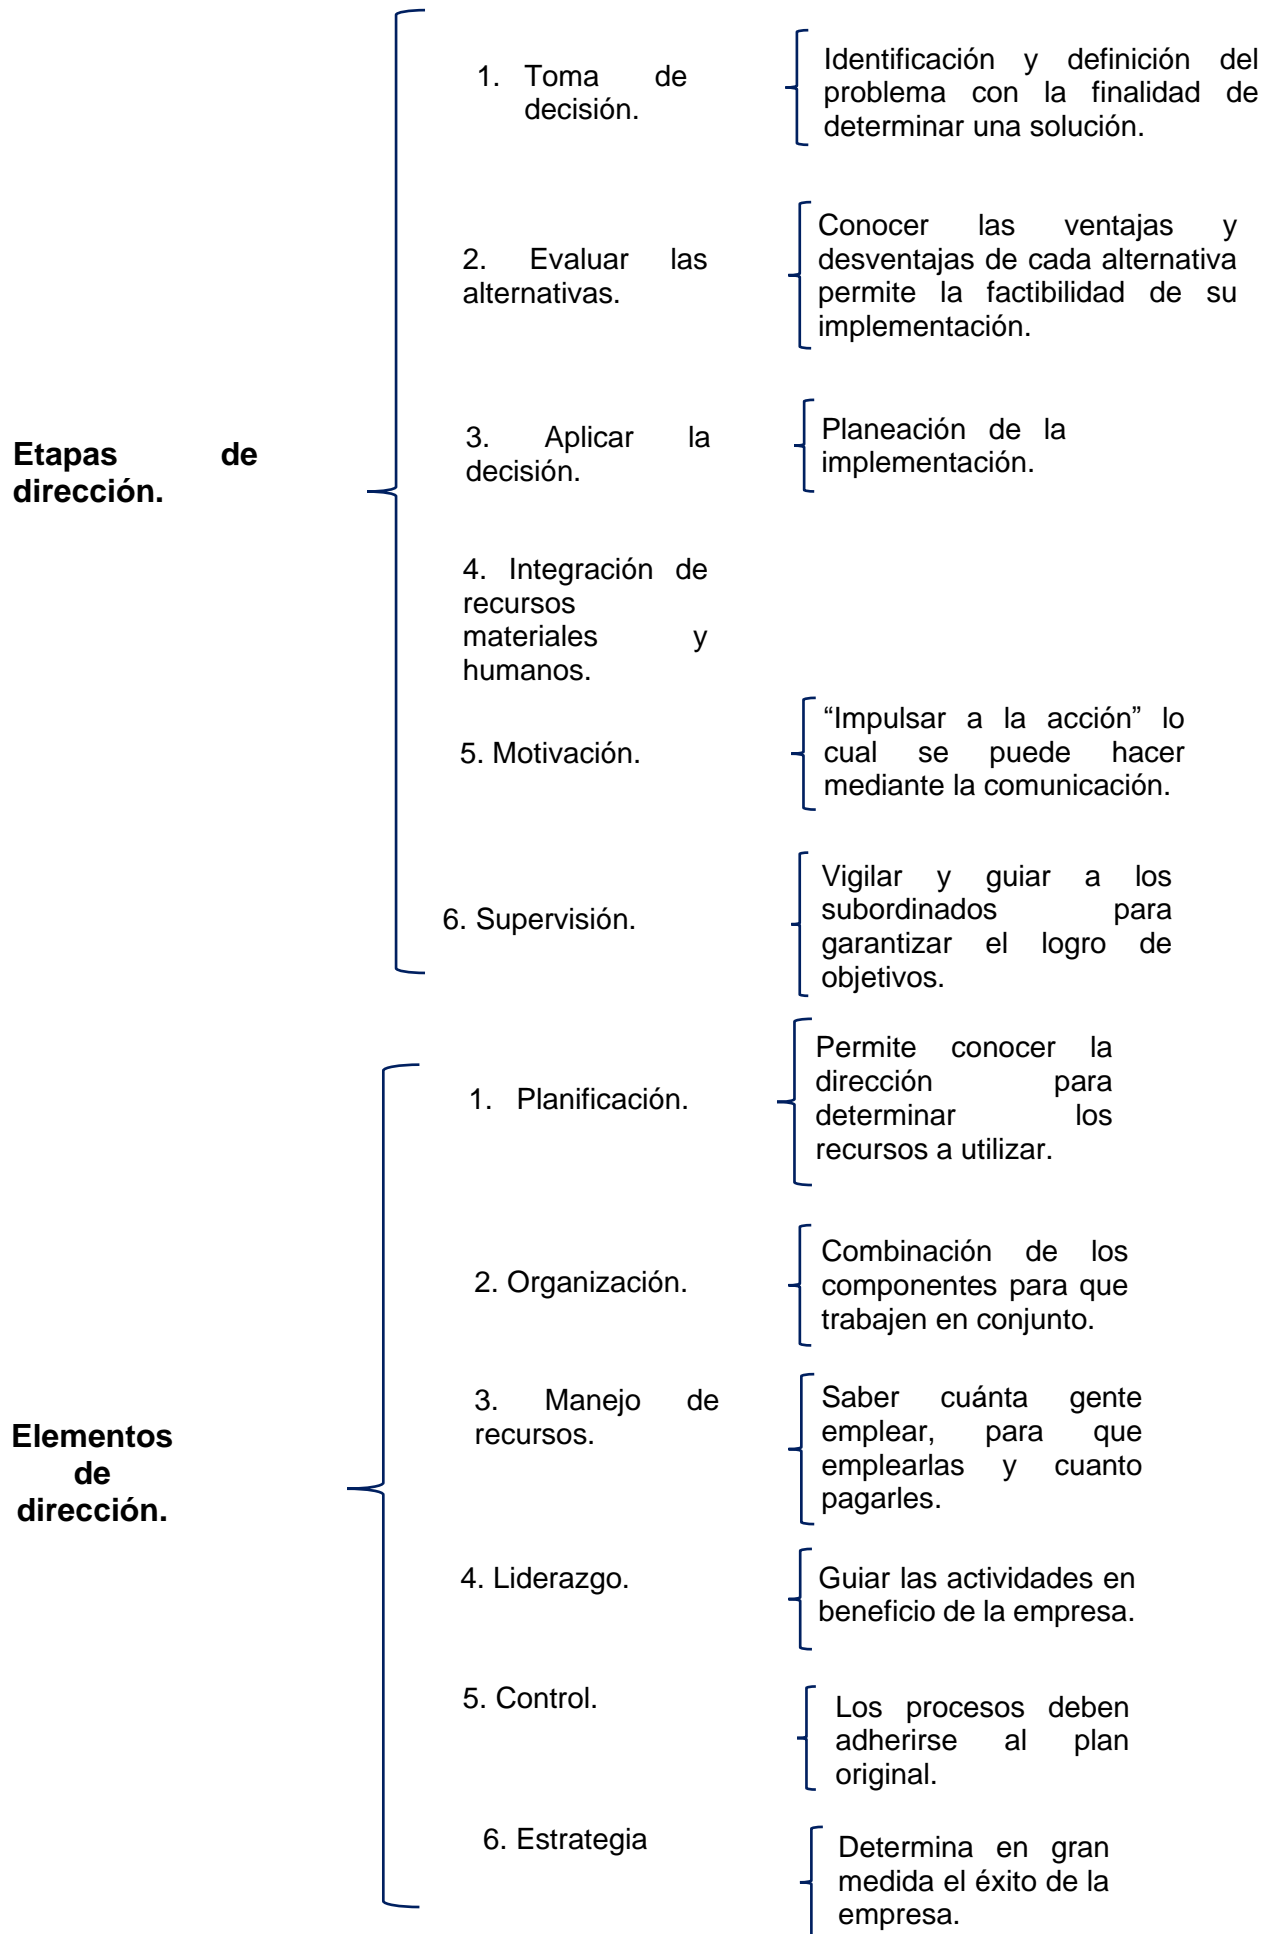 Etapas de
dirección.
1. Toma de
decisión.
Identificación y definición del
problema con la finalidad de
determinar una solución.
2. Evaluar las
alternativas.
Conocer las ventajas y
desventajas de cada alternativa
permite la factibilidad de su
implementación.
3. Aplicar la
decisión.
Planeación de la
implementación.
4. Integración de
recursos
materiales y
humanos.
5. Motivación.
“Impulsar a la acción” lo
cual se puede hacer
mediante la comunicación.
6. Supervisión.
Vigilar y guiar a los
subordinados para
garantizar el logro de
objetivos.
Elementos
de
dirección.
1. Planificación.
Permite conocer la
dirección para
determinar los
recursos a utilizar.
2. Organización.
Combinación de los
componentes para que
trabajen en conjunto.
3. Manejo de
recursos.
Saber cuánta gente
emplear, para que
emplearlas y cuanto
pagarles.
4. Liderazgo.
Guiar las actividades en
beneficio de la empresa.
5. Control.
Los procesos deben
adherirse al plan
original.
6. Estrategia
Determina en gran
medida el éxito de la
empresa.